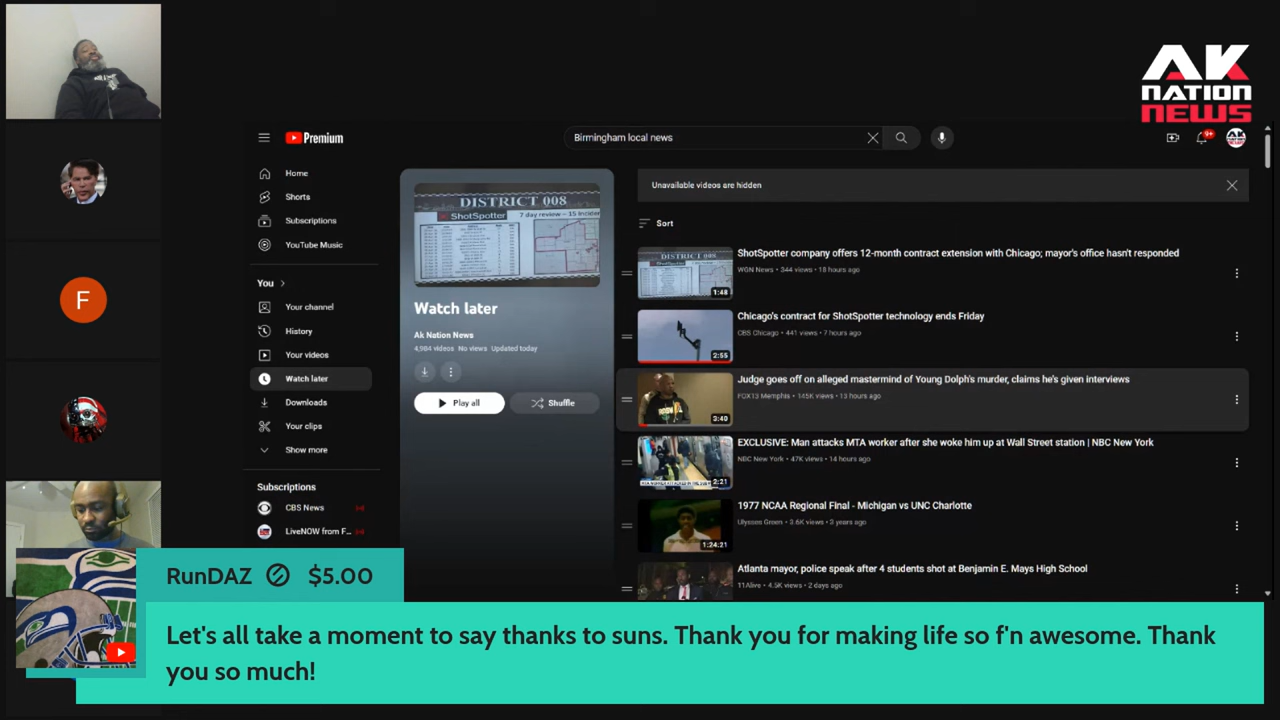 AK
NATION
NEWS
Premium
Birmingham local news
9+
Home
Shorts
Subscriptions
YouTube Music
You
Your channel
History
Your videos
Watch later
Downloads
Your clips
Show more
Subscriptions
CBS News
LiveNOW from F...
DISTRICT 008
ShotSpotter 7 day review - 15 Inciden
Watch later
Ak Nation News
4,984 videos No views Updated today
Play all
Shuffle
Unavailable videos are hidden
Sort
DISTRICT 008
1:48
ShotSpotter company offers 12-month contract extension with Chicago; mayor's office hasn't responded
WGN News • 344 views • 18 hours ago
2:55
Chicago's contract for ShotSpotter technology ends Friday
CBS Chicago • 441 views • 7 hours ago
3:40
Judge goes off on alleged mastermind of Young Dolph's murder, claims he's given interviews
FOX13 Memphis • 145K views • 13 hours ago
2:21
EXCLUSIVE: Man attacks MTA worker after she woke him up at Wall Street station | NBC New York
NBC New York • 47K views • 14 hours ago
1:24:21
1977 NCAA Regional Final - Michigan vs UNC Charlotte
Ulysses Green • 3.6K views • 3 years ago
Atlanta mayor, police speak after 4 students shot at Benjamin E. Mays High School
11Alive • 4.5K views • 2 days ago
F
RunDAZ $5.00
Let's all take a moment to say thanks to suns. Thank you for making life so f'n awesome. Thank
you so much!